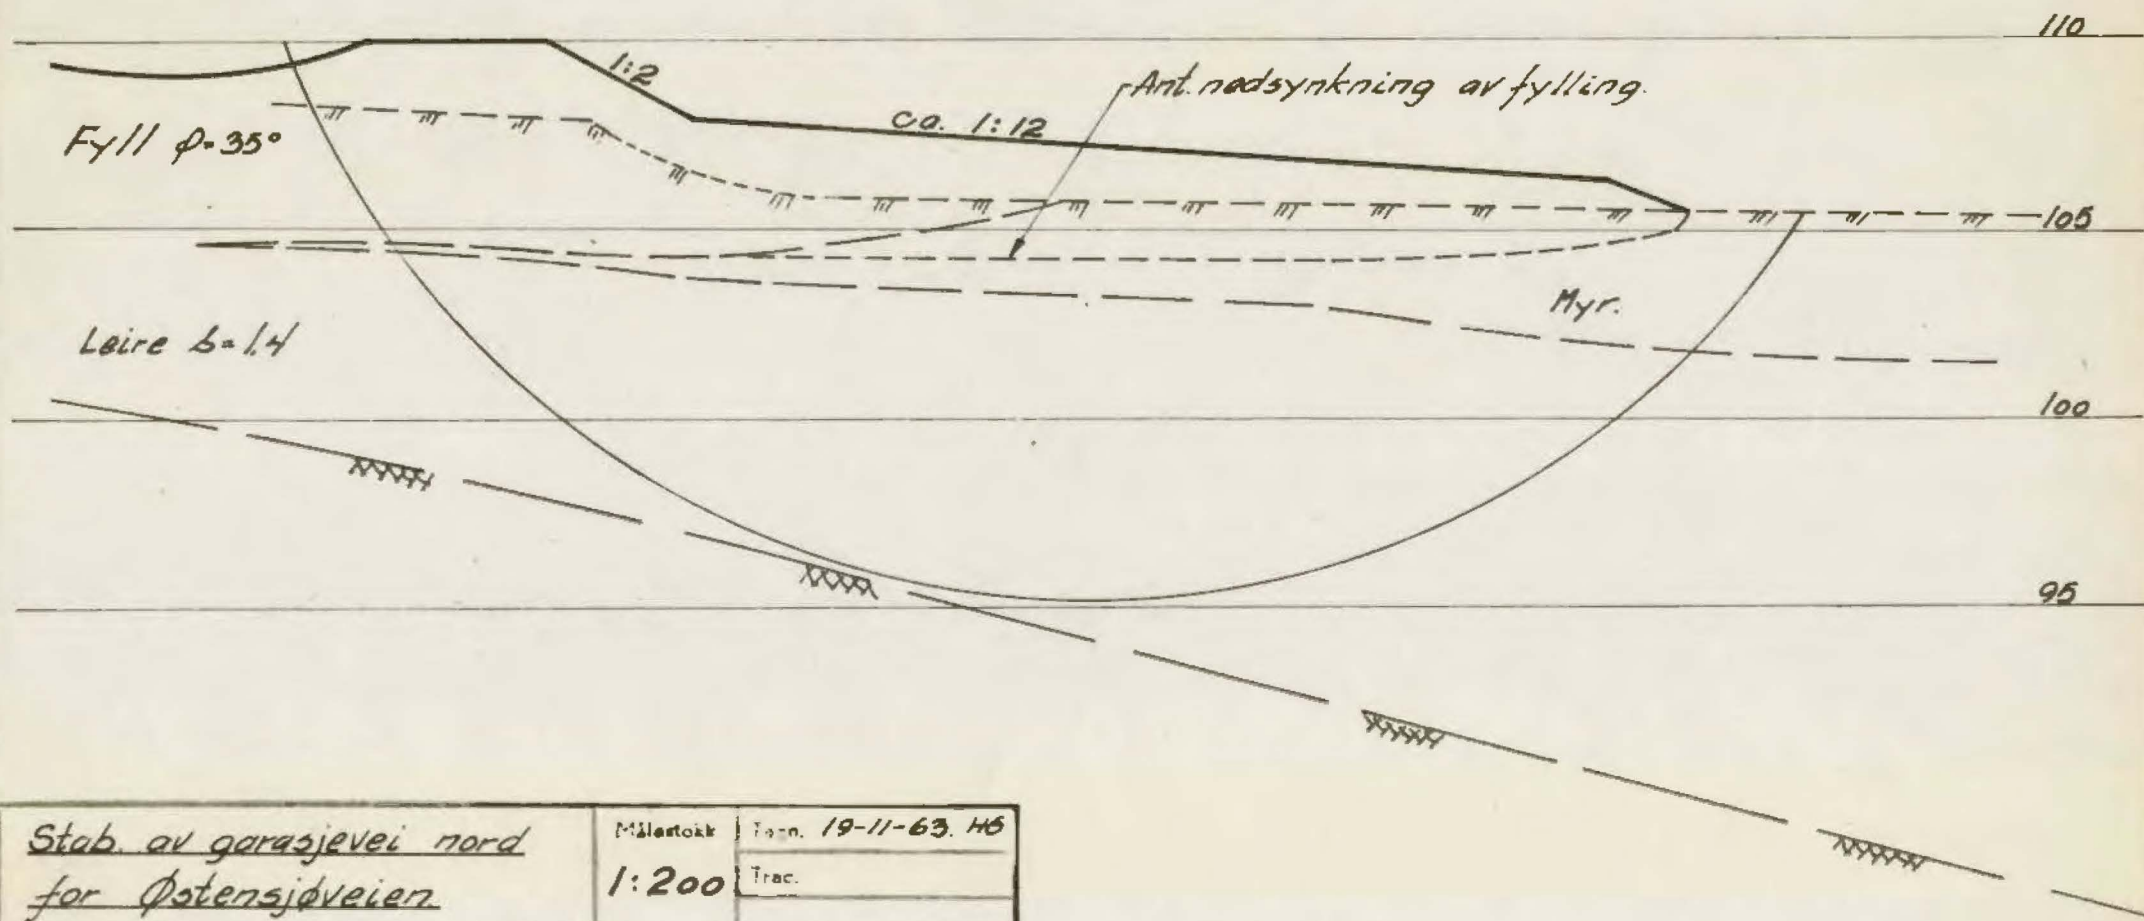 110
1:2
Ant. nedsynkning av fylling.
ca. 1:12
Fyll φ=35°
105
Myr.
Leire s=1.4
100
95
Stab. av garasjevei nord
for Østensjøveien
Målestokk
1:200
Tegn. 19-11-63. HS
Trac.